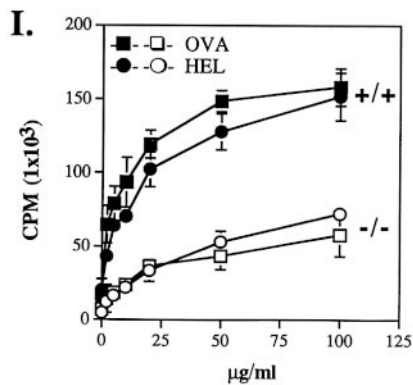 I.
200
■--□ OVA
●--○ HEL
+/+
150
CPM (1x10³)
100
-/-
50
0
0 25 50 75 100 125
µg/ml